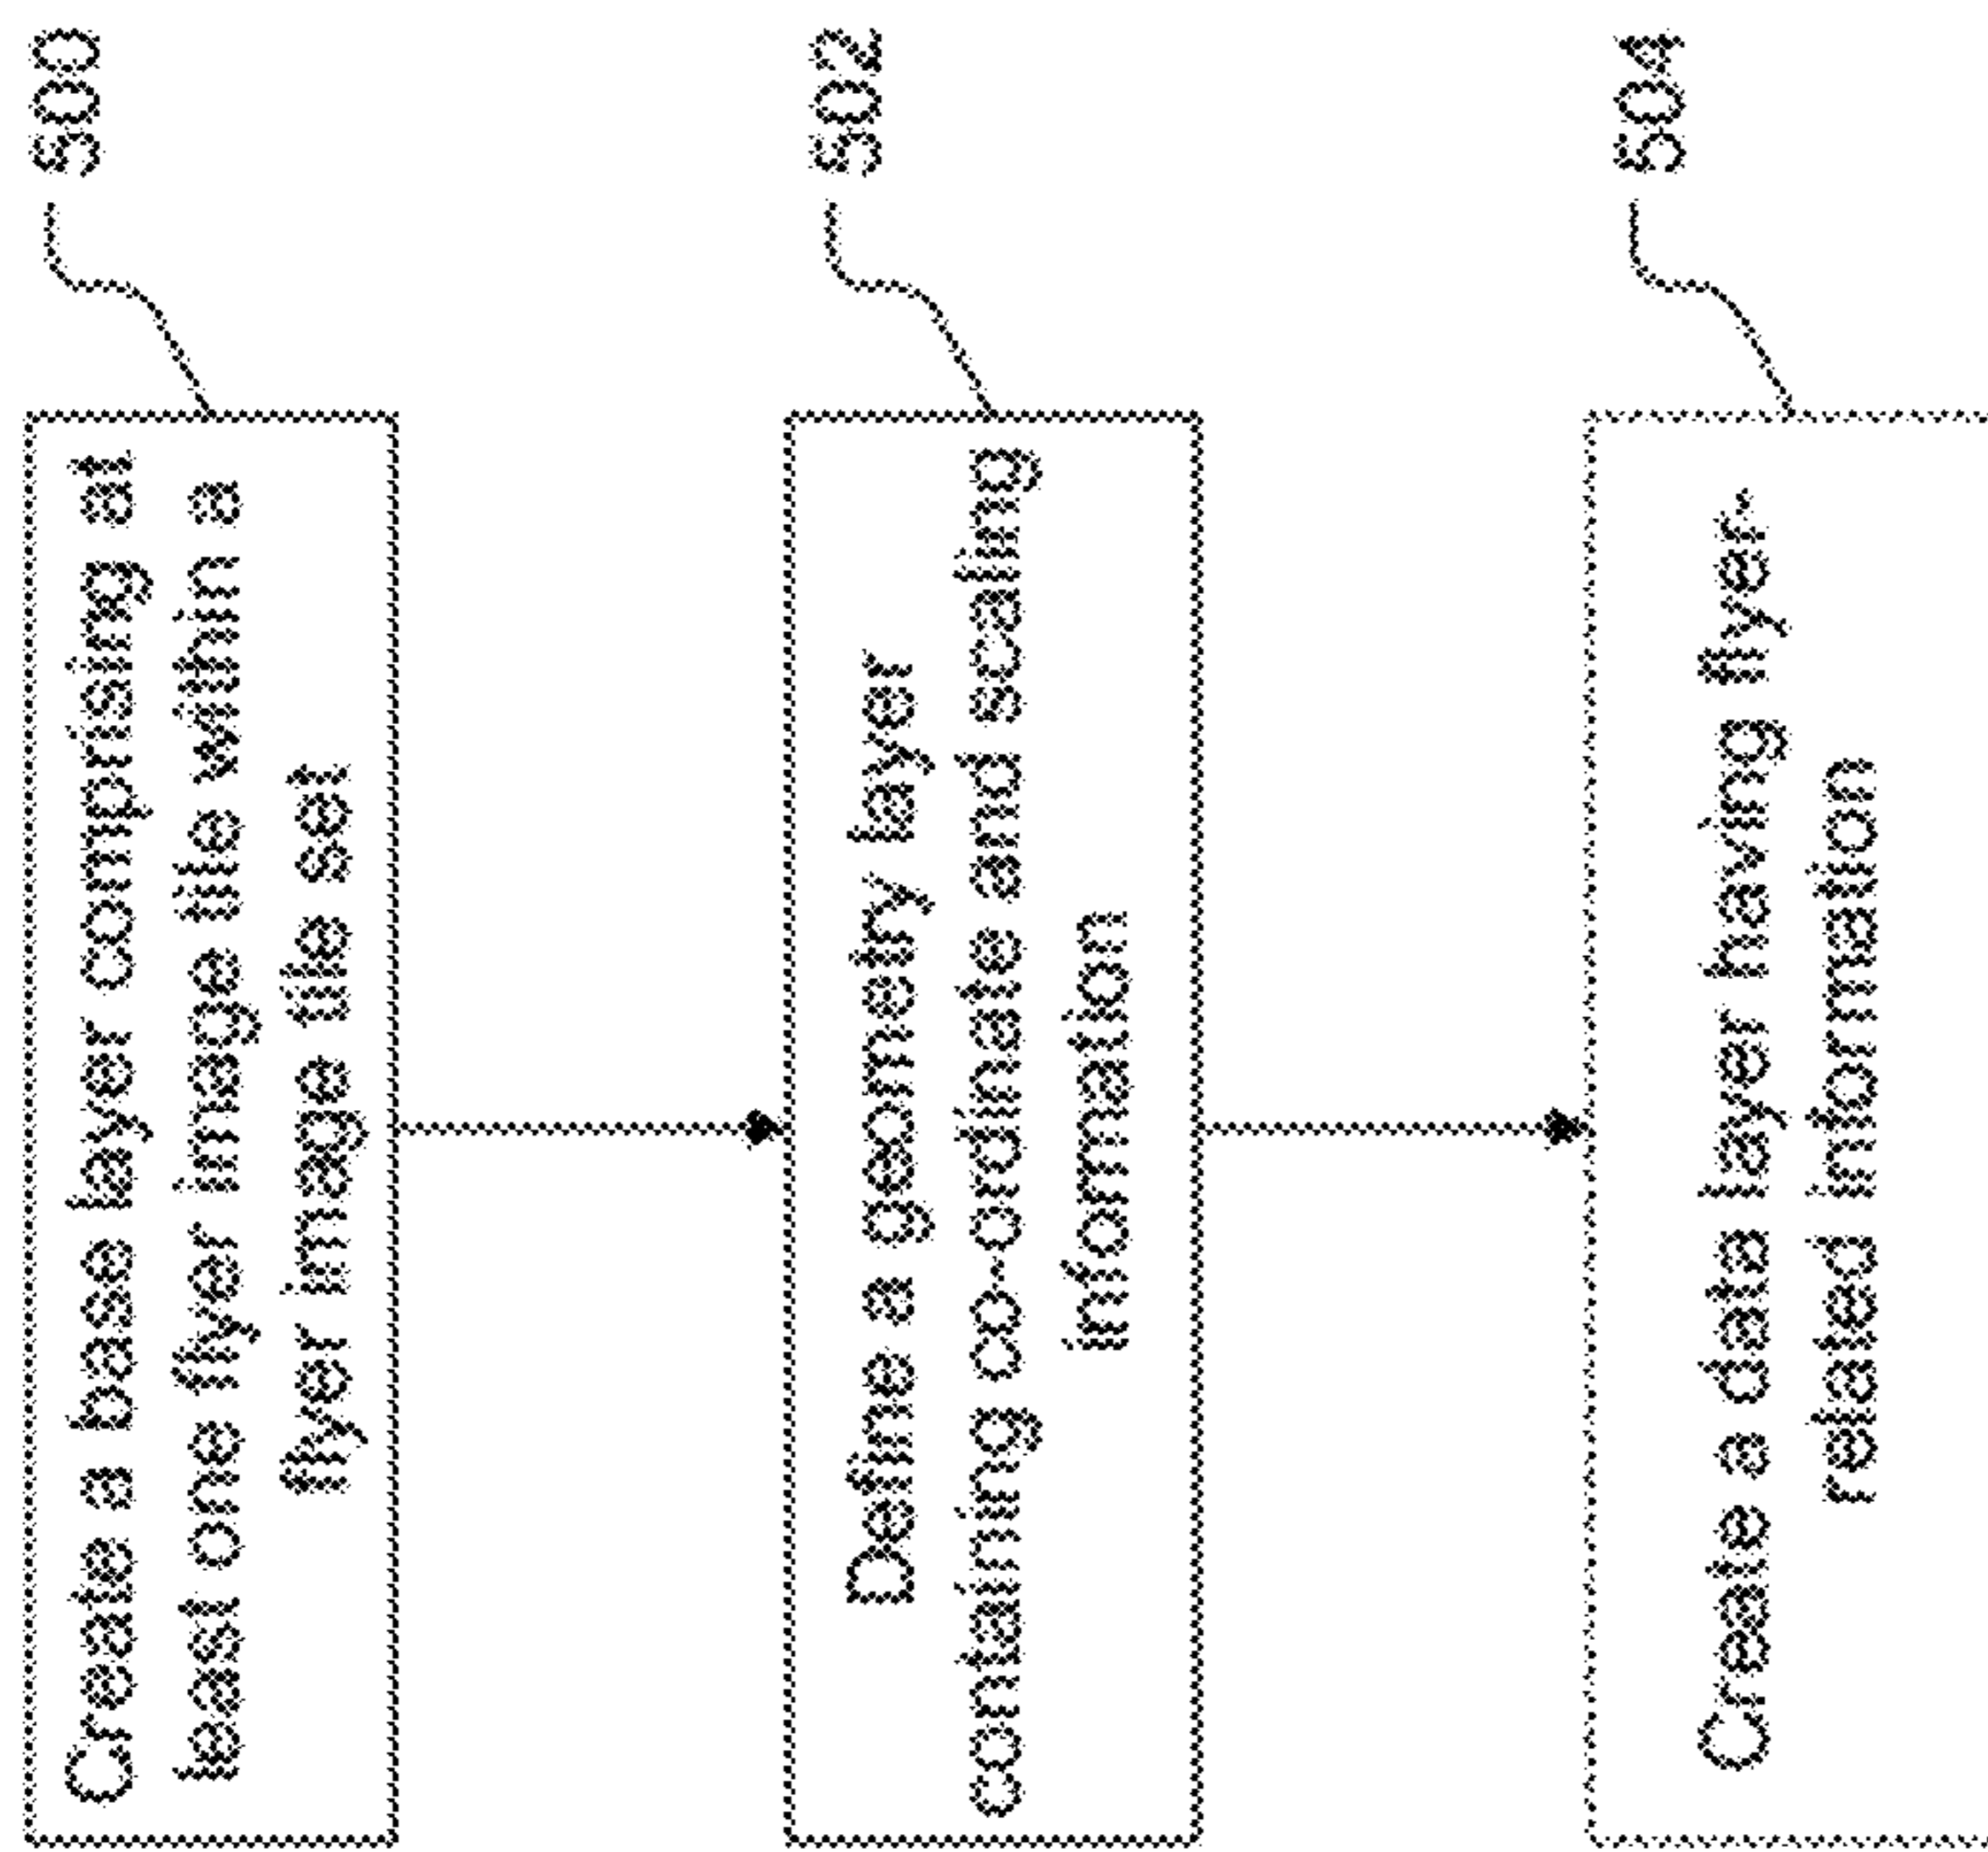 Create a base layer comprising at
least one flyer image tile within a
flyer image tile set
500
Define a geometry layer
containing co-ordinate and scaling
information
502
Create a data layer having flyer-
related information
504